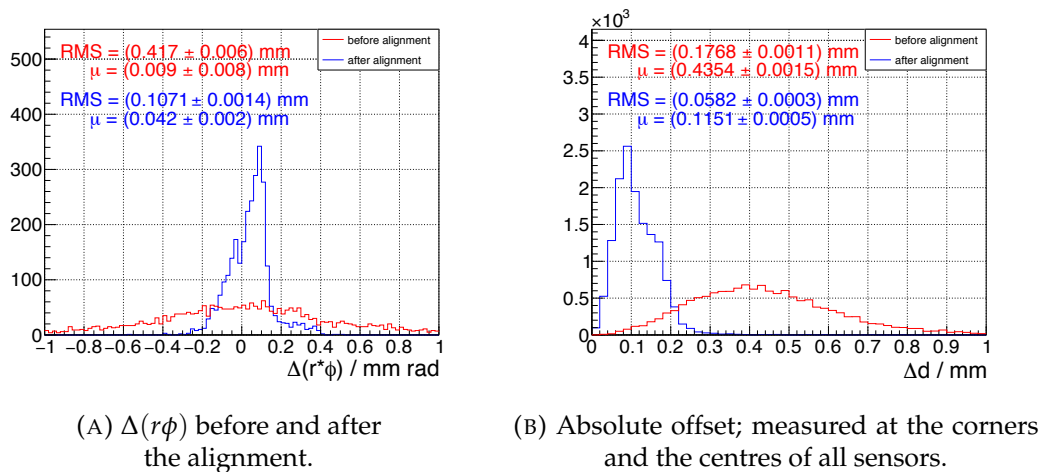 before alignment
after alignment
RMS = (0.417 ± 0.006) mm
μ = (0.009 ± 0.008) mm
RMS = (0.1071 ± 0.0014) mm
μ = (0.042 ± 0.002) mm
500
400
300
200
100
0
−1 −0.8 −0.6 −0.4 −0.2 0 0.2 0.4 0.6 0.8 1
Δ(r*ϕ) / mm rad
(A) Δ(rϕ) before and after
the alignment.
×10³
before alignment
after alignment
RMS = (0.1768 ± 0.0011) mm
μ = (0.4354 ± 0.0015) mm
RMS = (0.0582 ± 0.0003) mm
μ = (0.1151 ± 0.0005) mm
4
3.5
3
2.5
2
1.5
1
0.5
0
0 0.1 0.2 0.3 0.4 0.5 0.6 0.7 0.8 0.9 1
Δd / mm
(B) Absolute offset; measured at the corners
and the centres of all sensors.